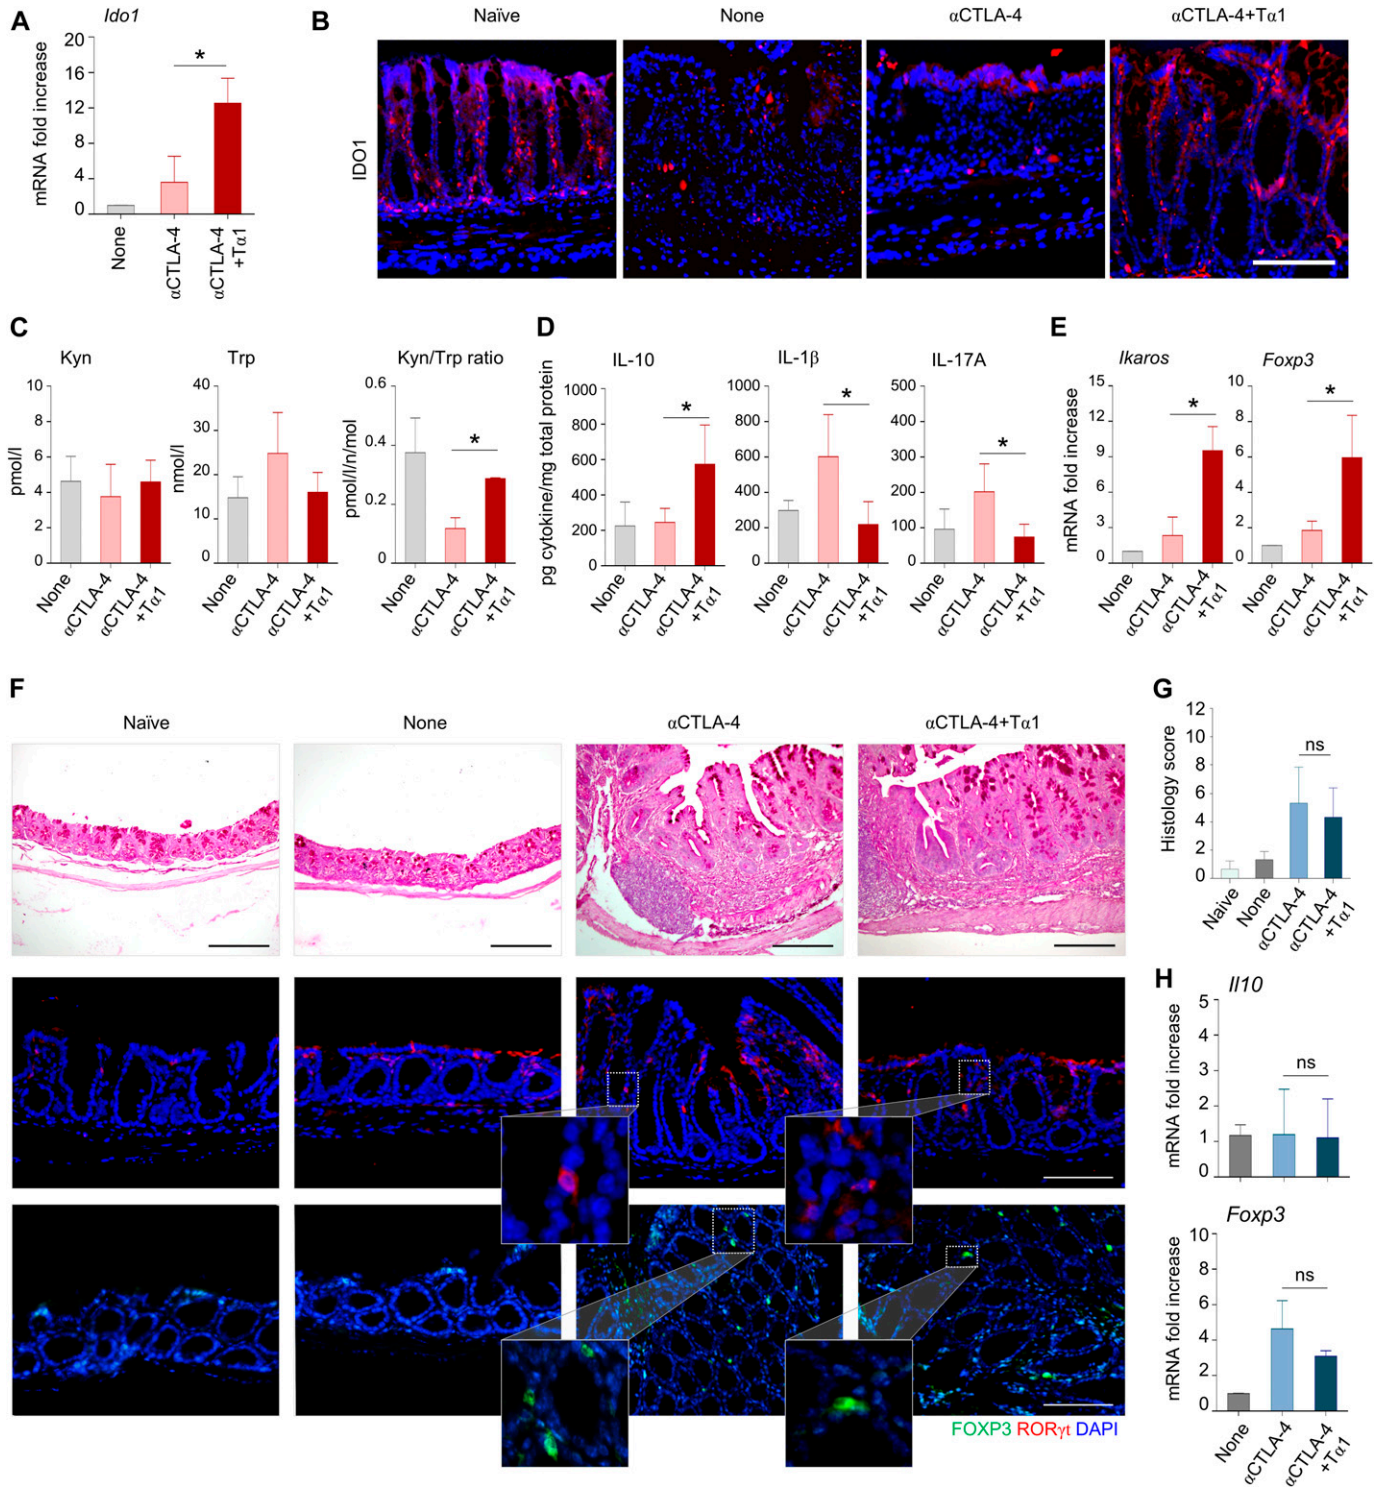 A
Ido1
mRNA fold increase
20
16
12
8
4
0
*
None
αCTLA-4
αCTLA-4
+Tα1
B
Naïve
None
αCTLA-4
αCTLA-4+Tα1
IDO1
C
Kyn
pmol/l
10
8
6
4
2
0
None
αCTLA-4
αCTLA-4
+Tα1
Trp
nmol/l
40
30
20
10
0
None
αCTLA-4
αCTLA-4
+Tα1
Kyn/Trp ratio
pmol/l/n/mol
0.6
0.4
0.2
0
*
None
αCTLA-4
αCTLA-4
+Tα1
D
IL-10
pg cytokine/mg total protein
1000
800
600
400
200
0
*
None
αCTLA-4
αCTLA-4
+Tα1
IL-1β
1000
800
600
400
200
0
*
None
αCTLA-4
αCTLA-4
+Tα1
IL-17A
500
400
300
200
100
0
*
None
αCTLA-4
αCTLA-4
+Tα1
E
Ikaros
mRNA fold increase
15
12
9
6
3
0
*
None
αCTLA-4
αCTLA-4
+Tα1
Foxp3
10
8
6
4
2
0
*
None
αCTLA-4
αCTLA-4
+Tα1
F
Naïve
None
αCTLA-4
αCTLA-4+Tα1
FOXP3 RORγt DAPI
G
Histology score
12
10
8
6
4
2
0
ns
Naïve
None
αCTLA-4
αCTLA-4
+Tα1
H
Il10
mRNA fold increase
5
4
3
2
1
0
ns
Foxp3
mRNA fold increase
10
8
6
4
2
0
ns
None
αCTLA-4
αCTLA-4
+Tα1